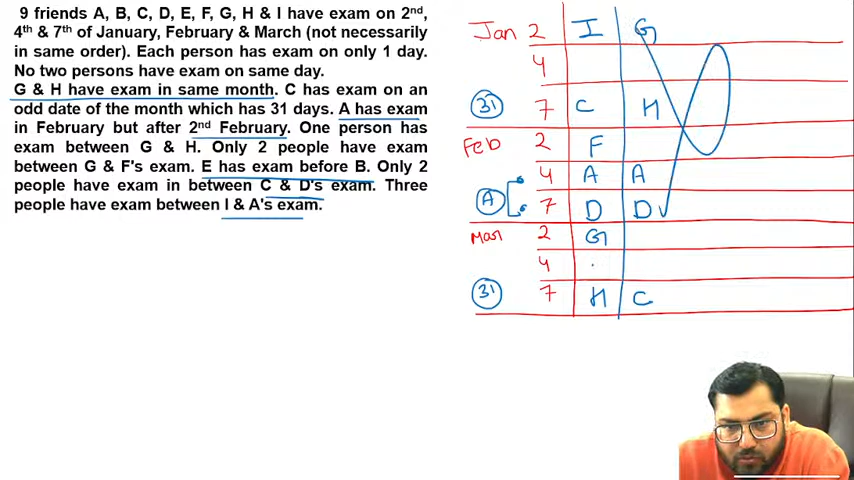 9 friends A, B, C, D, E, F, G, H & I have exam on 2nd,
4th & 7th of January, February & March (not necessarily
in same order). Each person has exam on only 1 day.
No two persons have exam on same day.
G & H have exam in same month. C has exam on an
odd date of the month which has 31 days. A has exam
in February but after 2nd February. One person has
exam between G & H. Only 2 people have exam
between G & F's exam. E has exam before B. Only 2
people have exam in between C & D's exam. Three
people have exam between I & A's exam.
Jan 2 I G
4
31 7 C H
Feb 2 F
4 A A
A 7 D D
Mar 2 G
4
31 7 H C